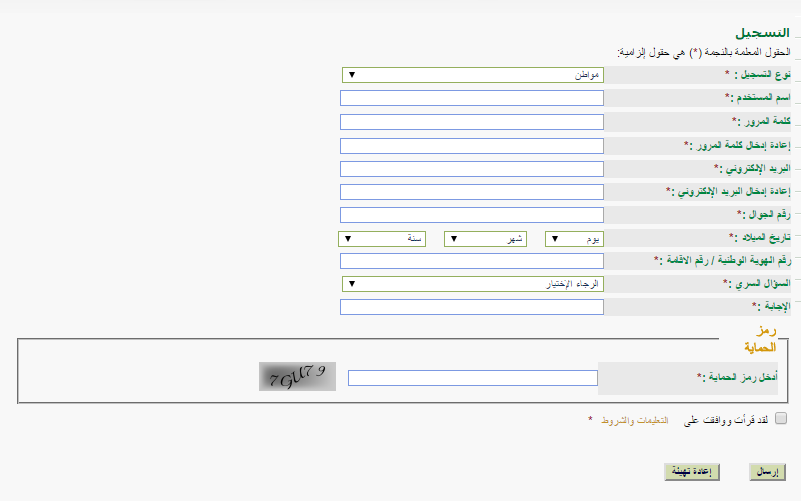 التسجيل
الحقول المعلمة بالنجمة (*) هي حقول إلزامية:
نوع التسجيل : * مواطن
اسم المستخدم :*
كلمة المرور :*
إعادة إدخال كلمة المرور :*
البريد الإلكتروني :*
إعادة إدخال البريد الإلكتروني :*
رقم الجوال :*
تاريخ الميلاد :* يوم شهر سنة
رقم الهوية الوطنية / رقم الاقامة :*
السؤال السري :* الرجاء الإختيار
الإجابة :*
رمز
الحماية
أدخل رمز الحماية :* 7GU79
لقد قرأت ووافقت على التعليمات والشروط *
إرسال إعادة تهيئة